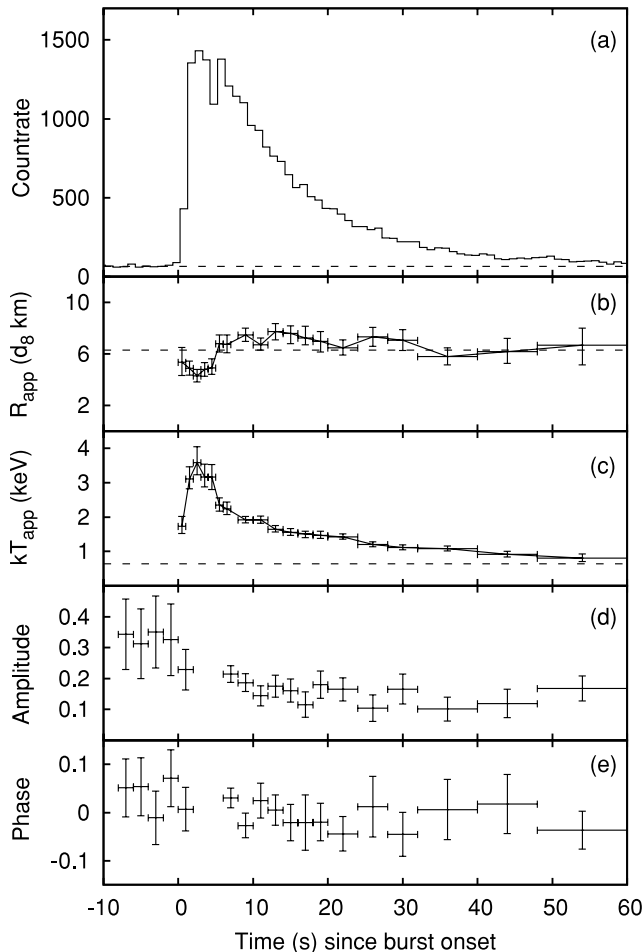 1500
(a)
1000
Countrate
500
0
10
(b)
R_app (d_8 km)
6
2
4
(c)
3
kT_app (keV)
2
1
0.4
(d)
0.3
Amplitude
0.2
0.1
0.1
(e)
Phase
0
-0.1
-10 0 10 20 30 40 50 60
Time (s) since burst onset